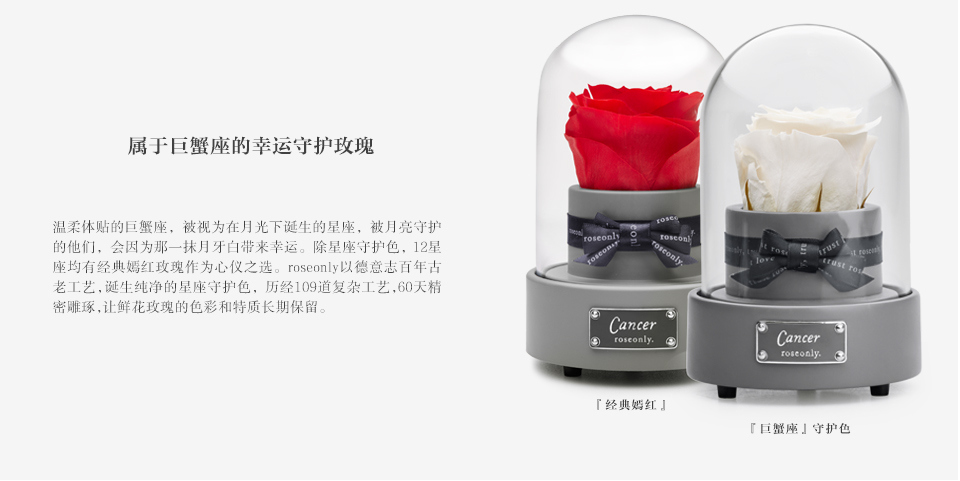 属于巨蟹座的幸运守护玫瑰
温柔体贴的巨蟹座，被视为在月光下诞生的星座，被月亮守护
的他们，会因为那一抹月牙白带来幸运。除星座守护色，12星
座均有经典嫣红玫瑰作为心仪之选。roseonly以德意志百年古
老工艺,诞生纯净的星座守护色，历经109道复杂工艺,60天精
密雕琢,让鲜花玫瑰的色彩和特质长期保留。
Cancer
roseonly.
Cancer
roseonly.
『 经典嫣红 』
『 巨蟹座 』守护色